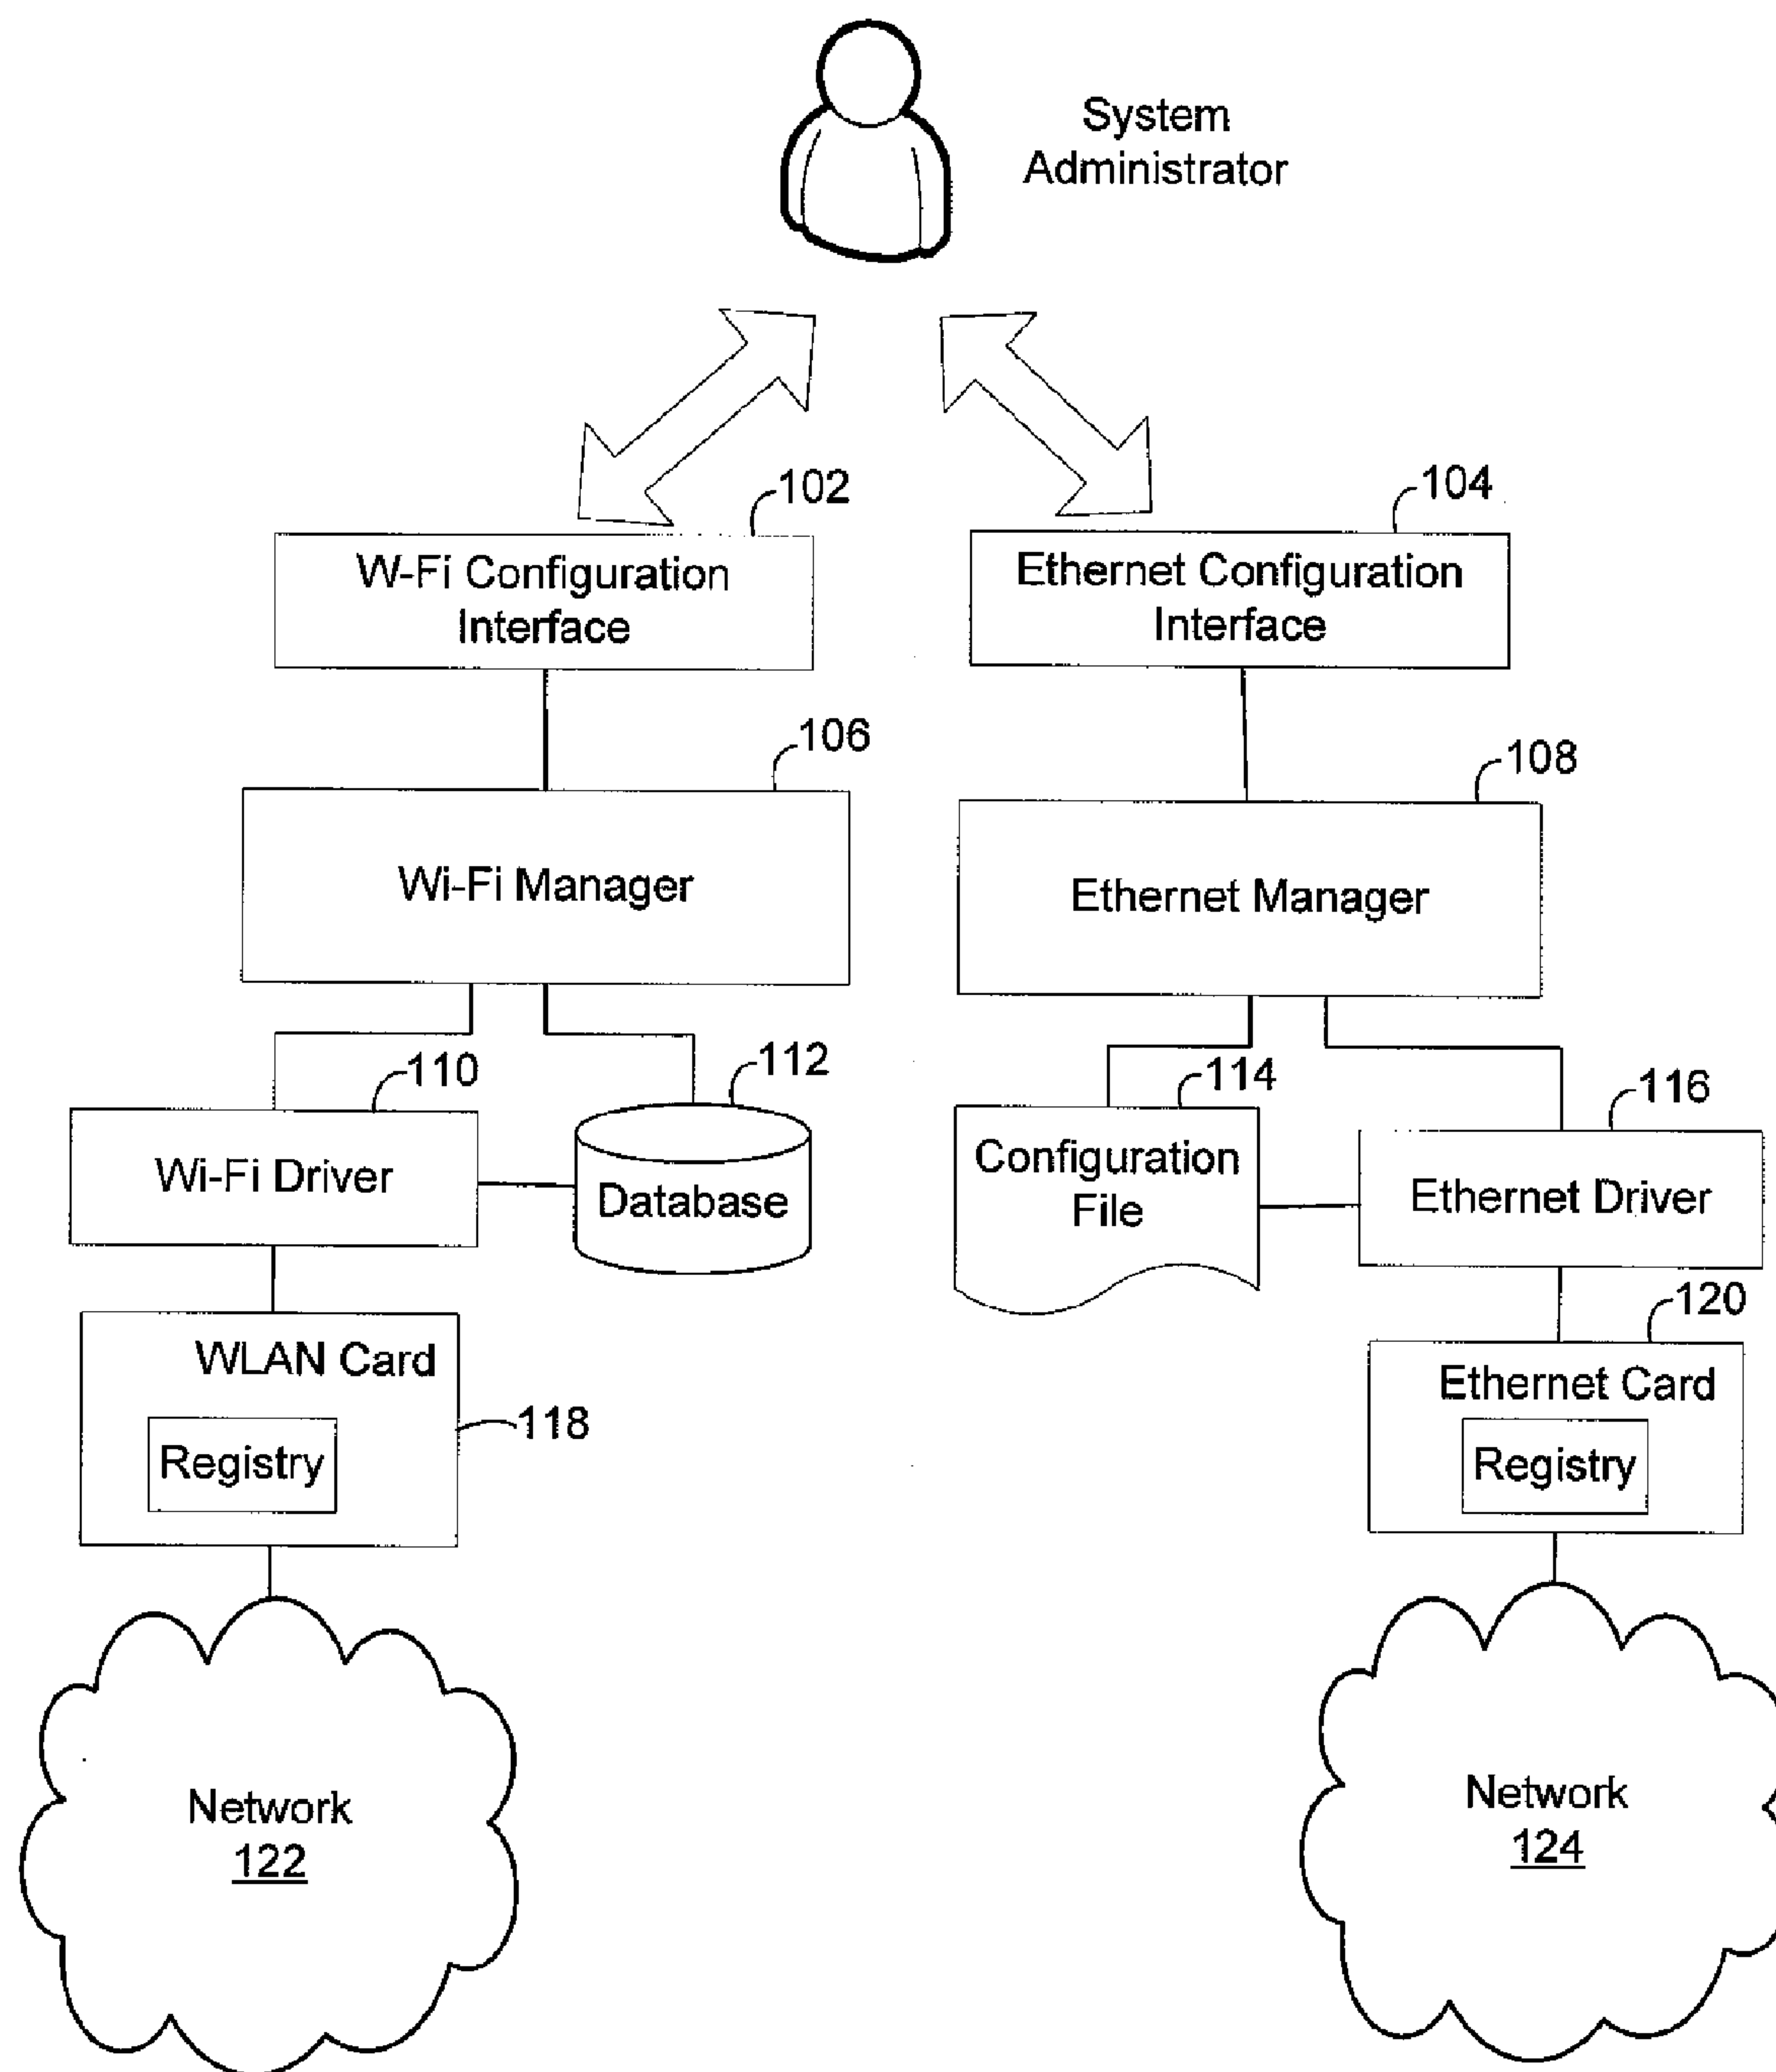 System
Administrator
102
104
W-Fi Configuration
Interface
Ethernet Configuration
Interface
106
108
Wi-Fi Manager
Ethernet Manager
110
112
114
116
Wi-Fi Driver
Database
Configuration
File
Ethernet Driver
120
WLAN Card
Registry
118
Ethernet Card
Registry
Network
122
Network
124